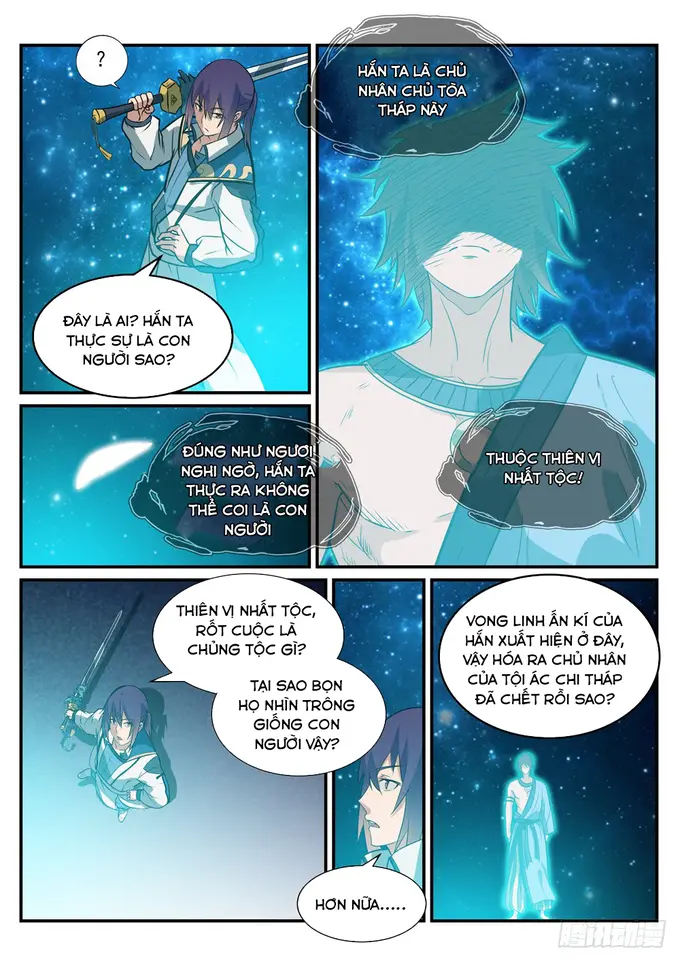 ?
ĐÂY LÀ AI? HẮN TA
THỰC SỰ LÀ CON
NGƯỜI SAO?
HẮN TA LÀ CHỦ
NHÂN CHỦ TÒA
THÁP NÀY
ĐÚNG NHƯ NGƯƠI
NGHI NGỜ, HẮN TA
THỰC RA KHÔNG
THỂ COI LÀ CON
NGƯỜI
THUỘC THIÊN VỊ
NHẤT TỘC!
THIÊN VỊ NHẤT TỘC,
RỐT CUỘC LÀ
CHỦNG TỘC GÌ?
TẠI SAO BỌN
HỌ NHÌN TRÔNG
GIỐNG CON
NGƯỜI VẬY?
HƠN NỮA.....
VONG LINH ẤN KÍ CỦA
HẮN XUẤT HIỆN Ở ĐÂY,
VẬY HÓA RA CHỦ NHÂN
CỦA TỘI ÁC CHI THÁP
ĐÃ CHẾT RỒI SAO?
腾讯动漫